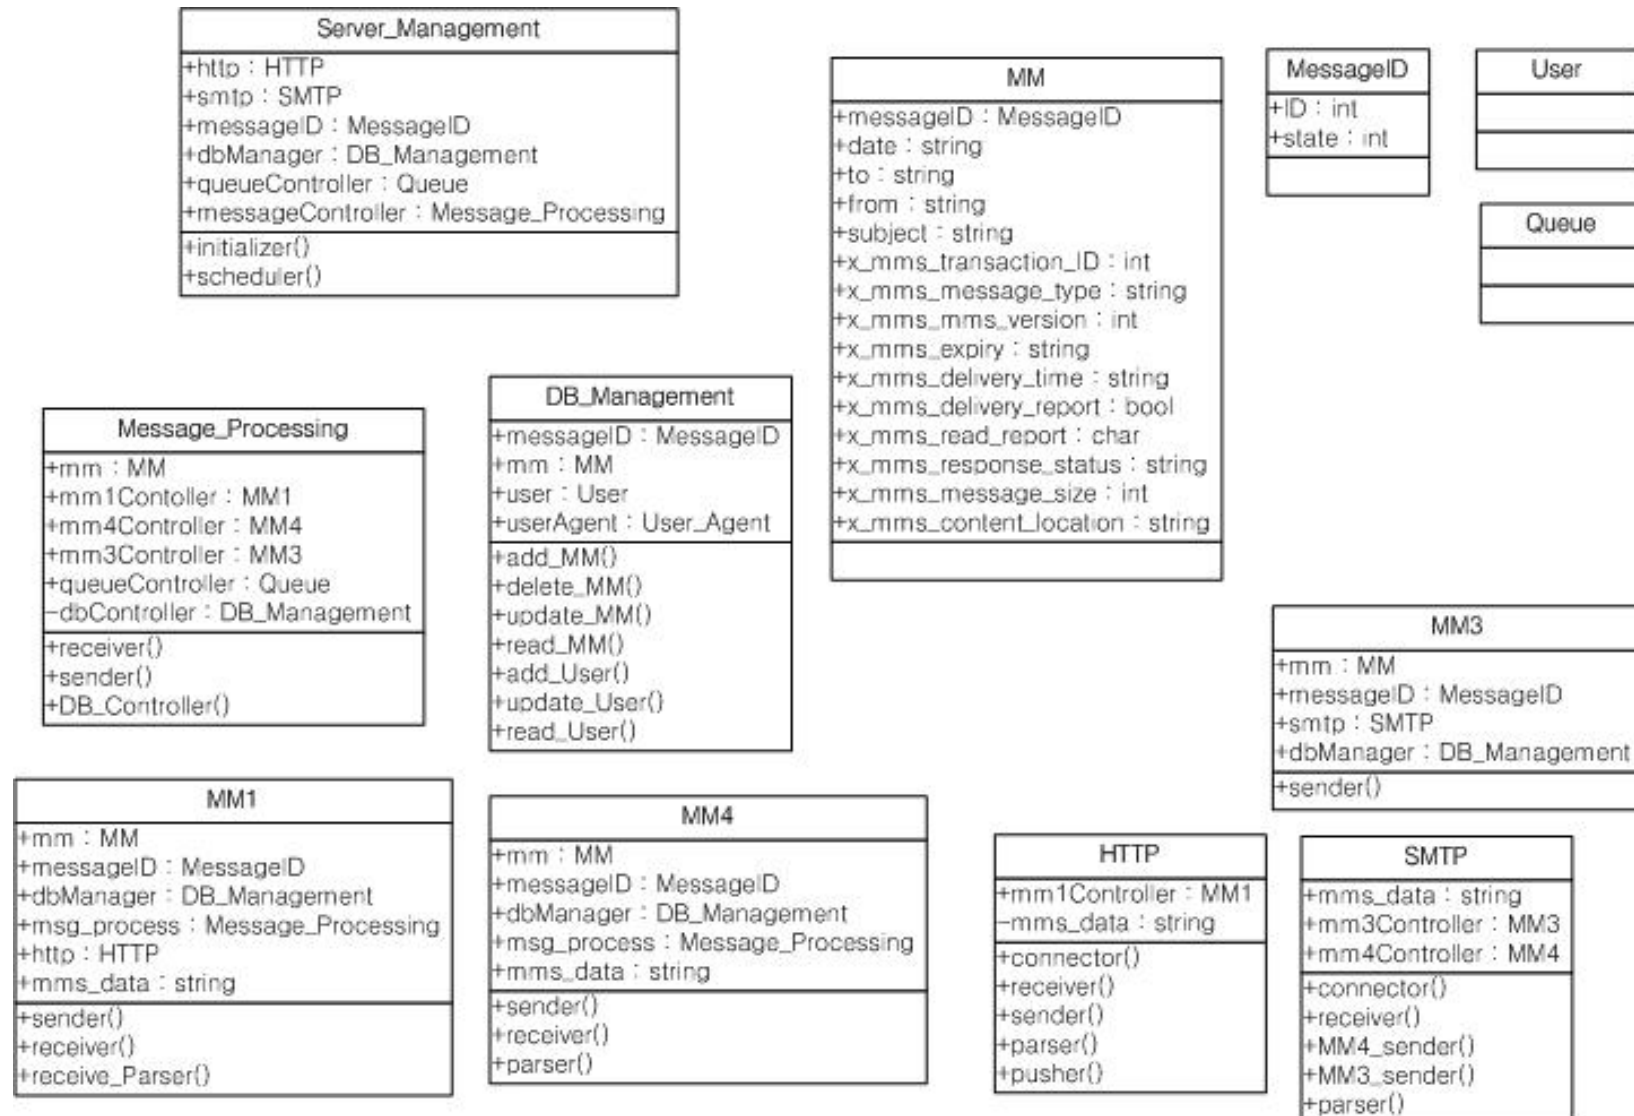 Server_Management
+http : HTTP
+smtp : SMTP
+messageID : MessageID
+dbManager : DB_Management
+queueController : Queue
+messageController : Message_Processing
+initializer()
+scheduler()
MM
+messageID : MessageID
+date : string
+to : string
+from : string
+subject : string
+x_mms_transaction_ID : int
+x_mms_message_type : string
+x_mms_mms_version : int
+x_mms_expiry : string
+x_mms_delivery_time : string
+x_mms_delivery_report : bool
+x_mms_read_report : char
+x_mms_response_status : string
+x_mms_message_size : int
+x_mms_content_location : string
MessageID
+ID : int
+state : int
User
Queue
Message_Processing
+mm : MM
+mm1Contoller : MM1
+mm4Controller : MM4
+mm3Controller : MM3
+queueController : Queue
-dbController : DB_Management
+receiver()
+sender()
+DB_Controller()
DB_Management
+messageID : MessageID
+mm : MM
+user : User
+userAgent : User_Agent
+add_MM()
+delete_MM()
+update_MM()
+read_MM()
+add_User()
+update_User()
+read_User()
MM3
+mm : MM
+messageID : MessageID
+smtp : SMTP
+dbManager : DB_Management
+sender()
MM1
+mm : MM
+messageID : MessageID
+dbManager : DB_Management
+msg_process : Message_Processing
+http : HTTP
+mms_data : string
+sender()
+receiver()
+receive_Parser()
MM4
+mm : MM
+messageID : MessageID
+dbManager : DB_Management
+msg_process : Message_Processing
+mms_data : string
+sender()
+receiver()
+parser()
HTTP
+mm1Controller : MM1
-mms_data : string
+connector()
+receiver()
+sender()
+parser()
+pusher()
SMTP
+mms_data : string
+mm3Controller : MM3
+mm4Controller : MM4
+connector()
+receiver()
+MM4_sender()
+MM3_sender()
+parser()